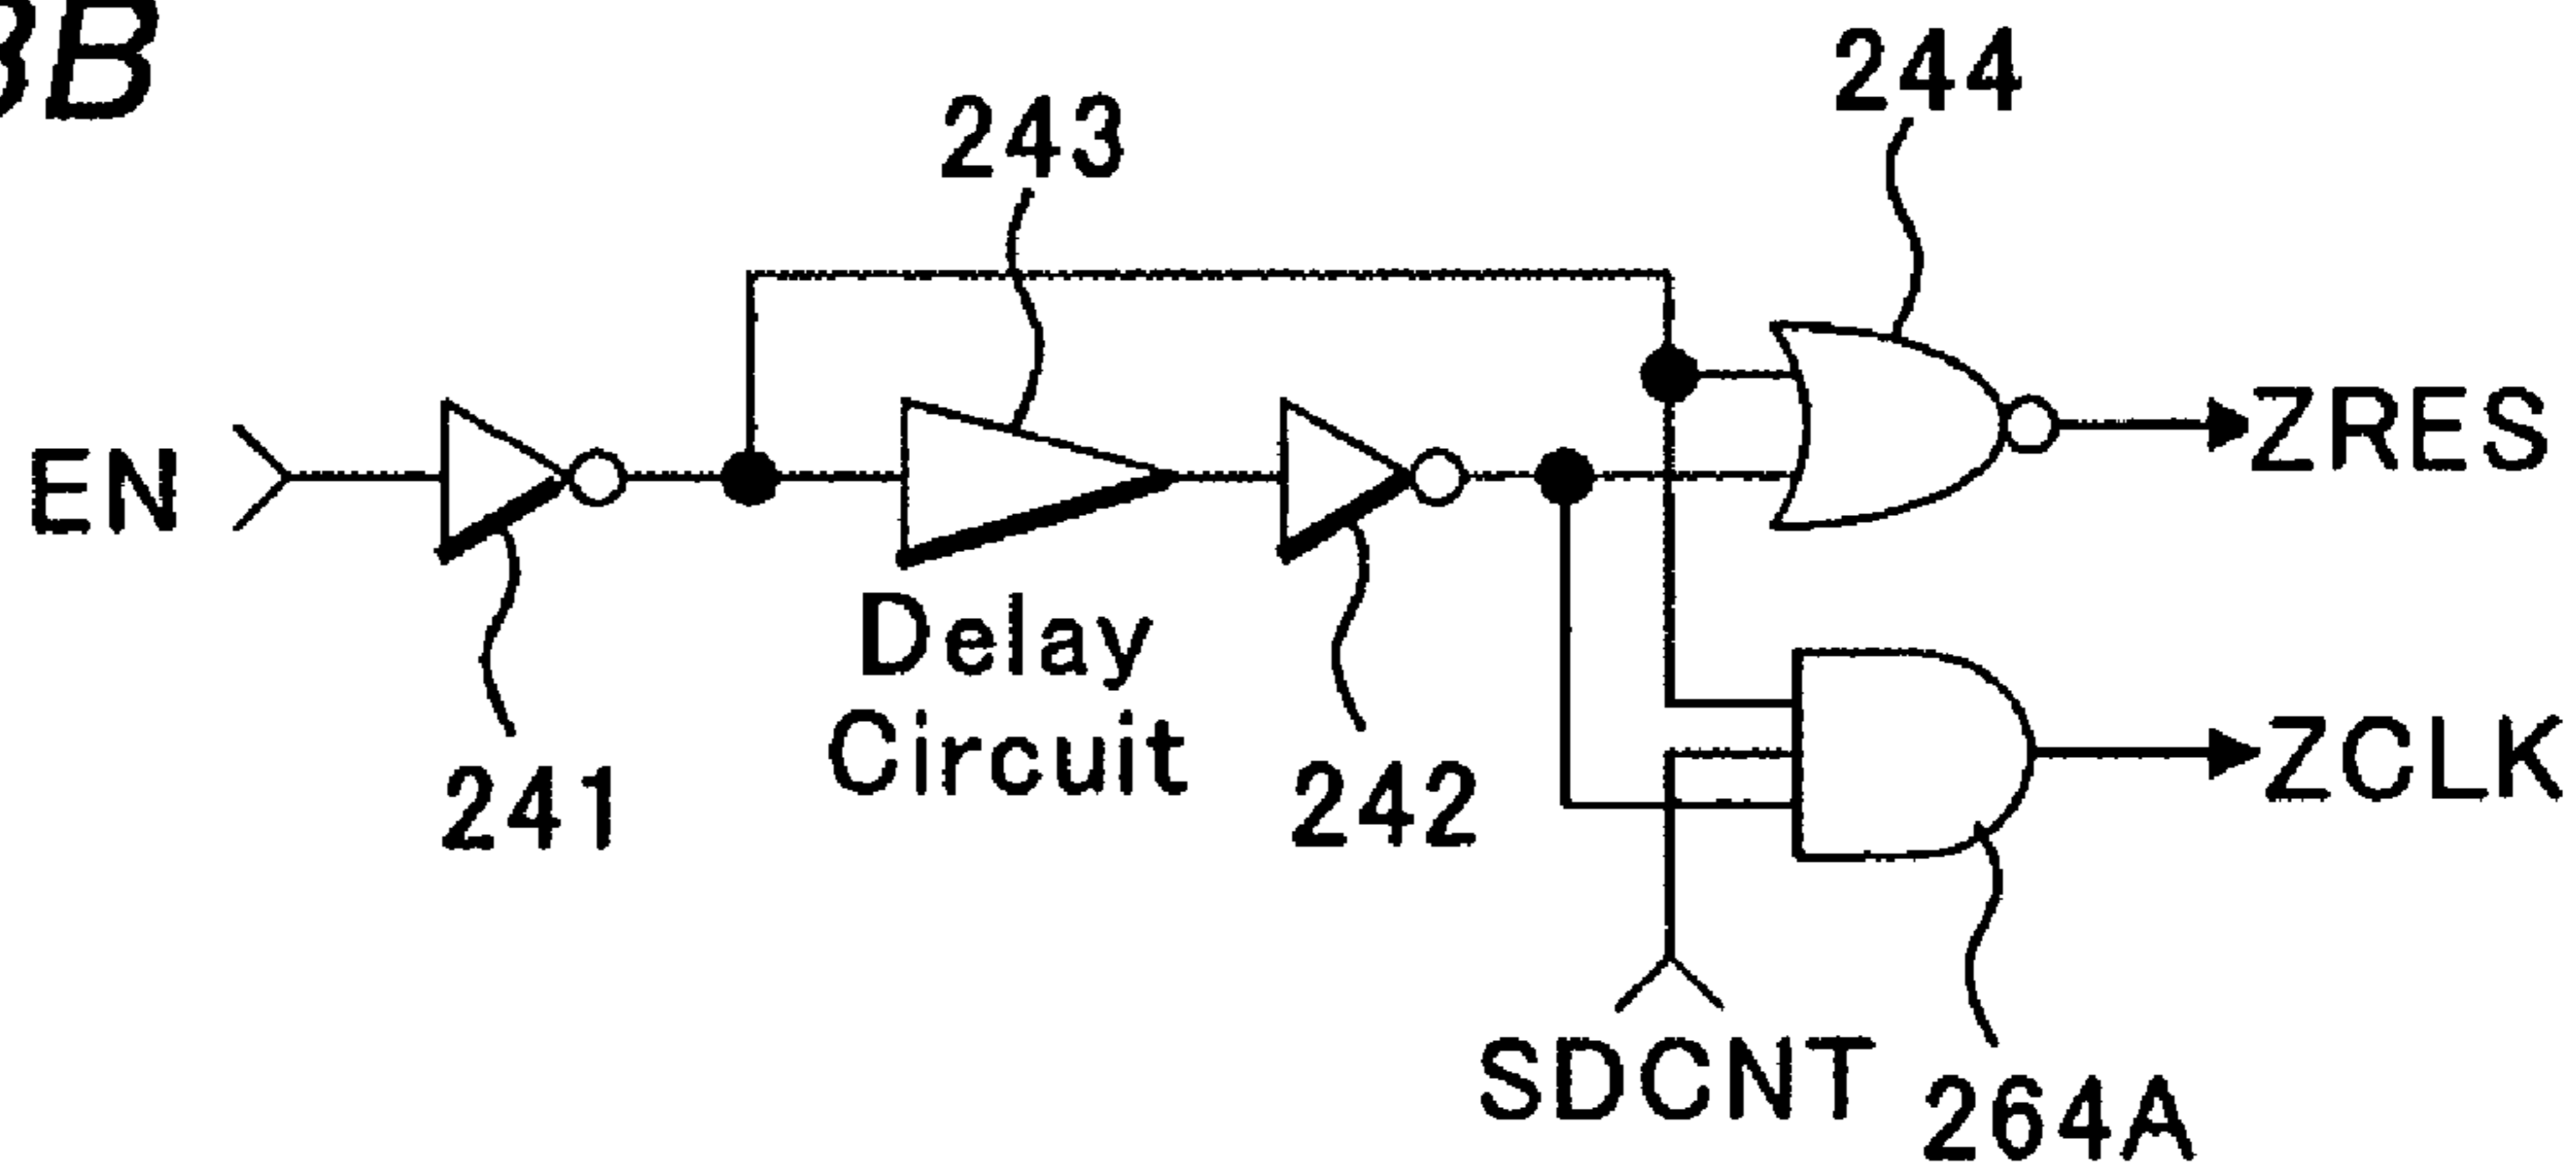 3B
244
243
EN
ZRES
Delay
Circuit
241
242
ZCLK
SDCNT
264A